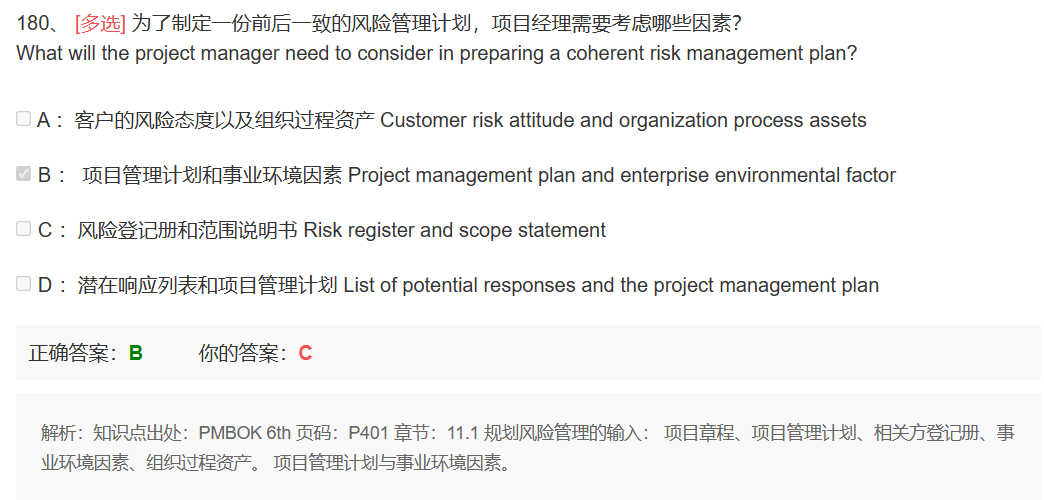 180、 [多选] 为了制定一份前后一致的风险管理计划，项目经理需要考虑哪些因素?
What will the project manager need to consider in preparing a coherent risk management plan?
A： 客户的风险态度以及组织过程资产 Customer risk attitude and organization process assets
B： 项目管理计划和事业环境因素 Project management plan and enterprise environmental factor
C： 风险登记册和范围说明书 Risk register and scope statement
D： 潜在响应列表和项目管理计划 List of potential responses and the project management plan
正确答案：B 你的答案：C
解析：知识点出处：PMBOK 6th 页码：P401 章节：11.1 规划风险管理的输入： 项目章程、项目管理计划、相关方登记册、事
业环境因素、组织过程资产。 项目管理计划与事业环境因素。